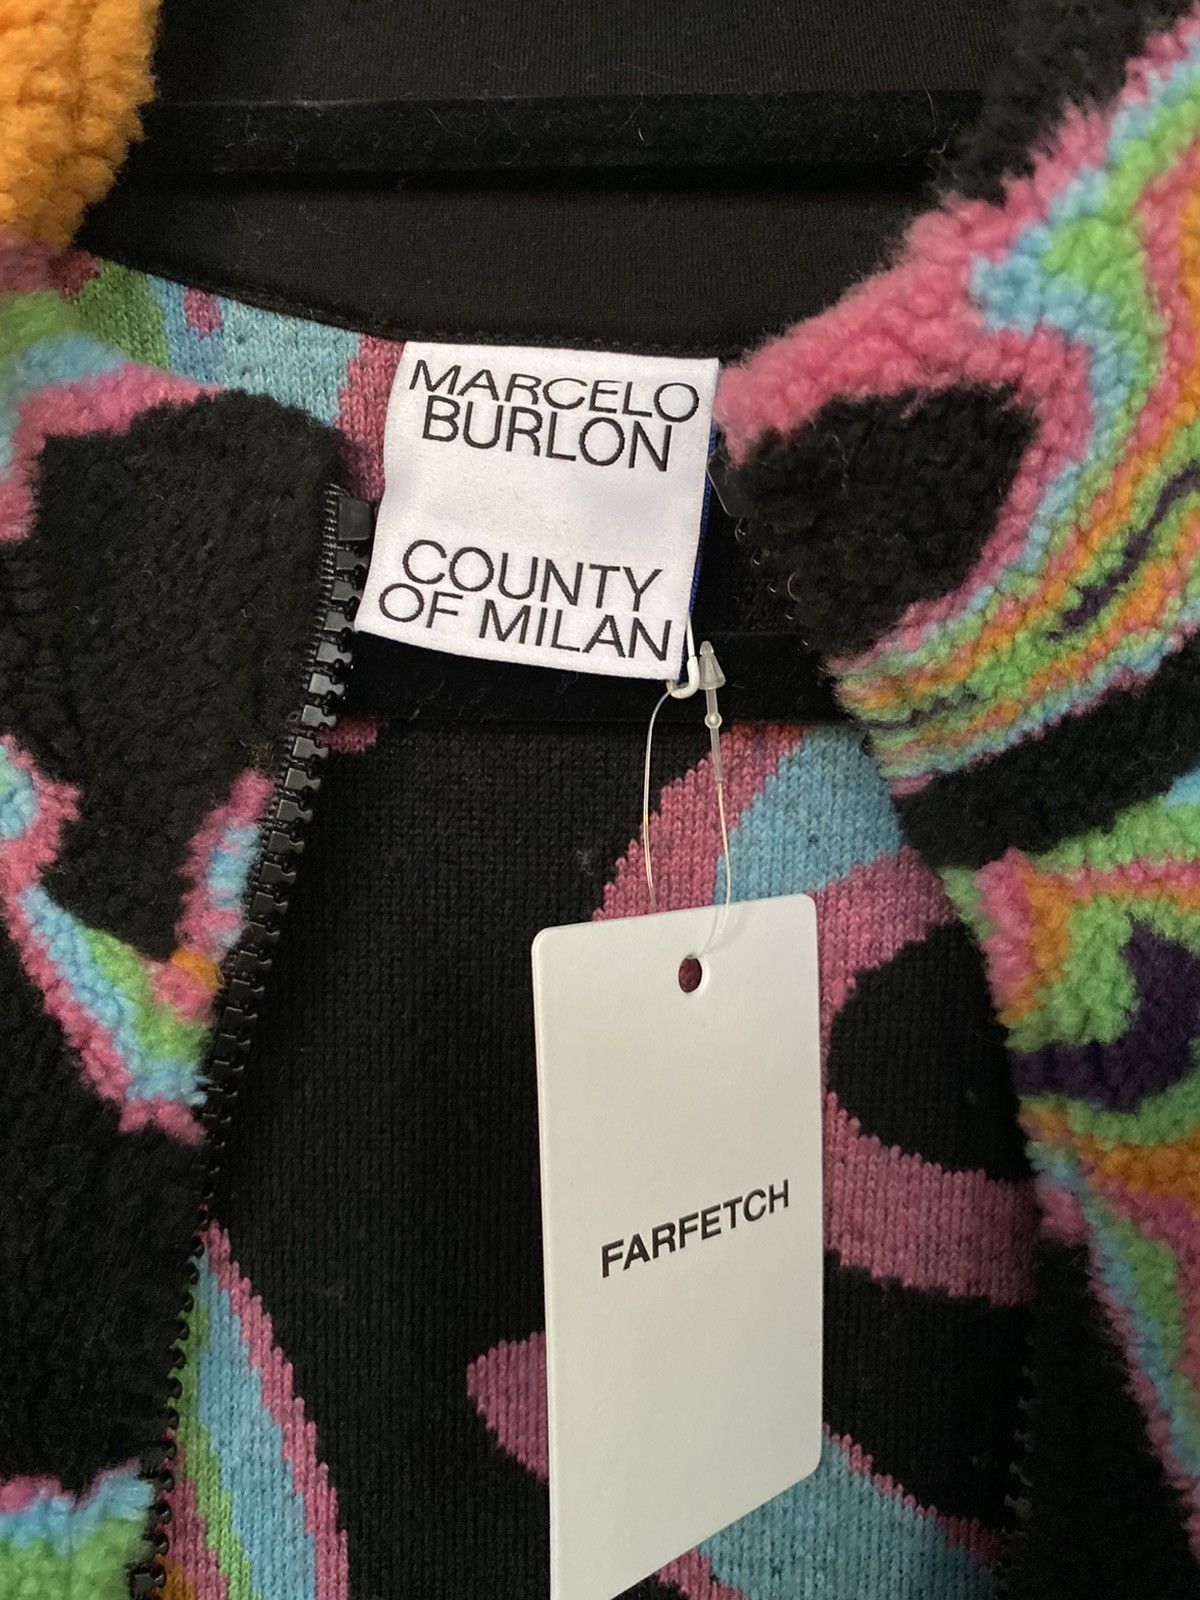 MARCELO
BURLON
COUNTY
OF MILAN
FARFETCH